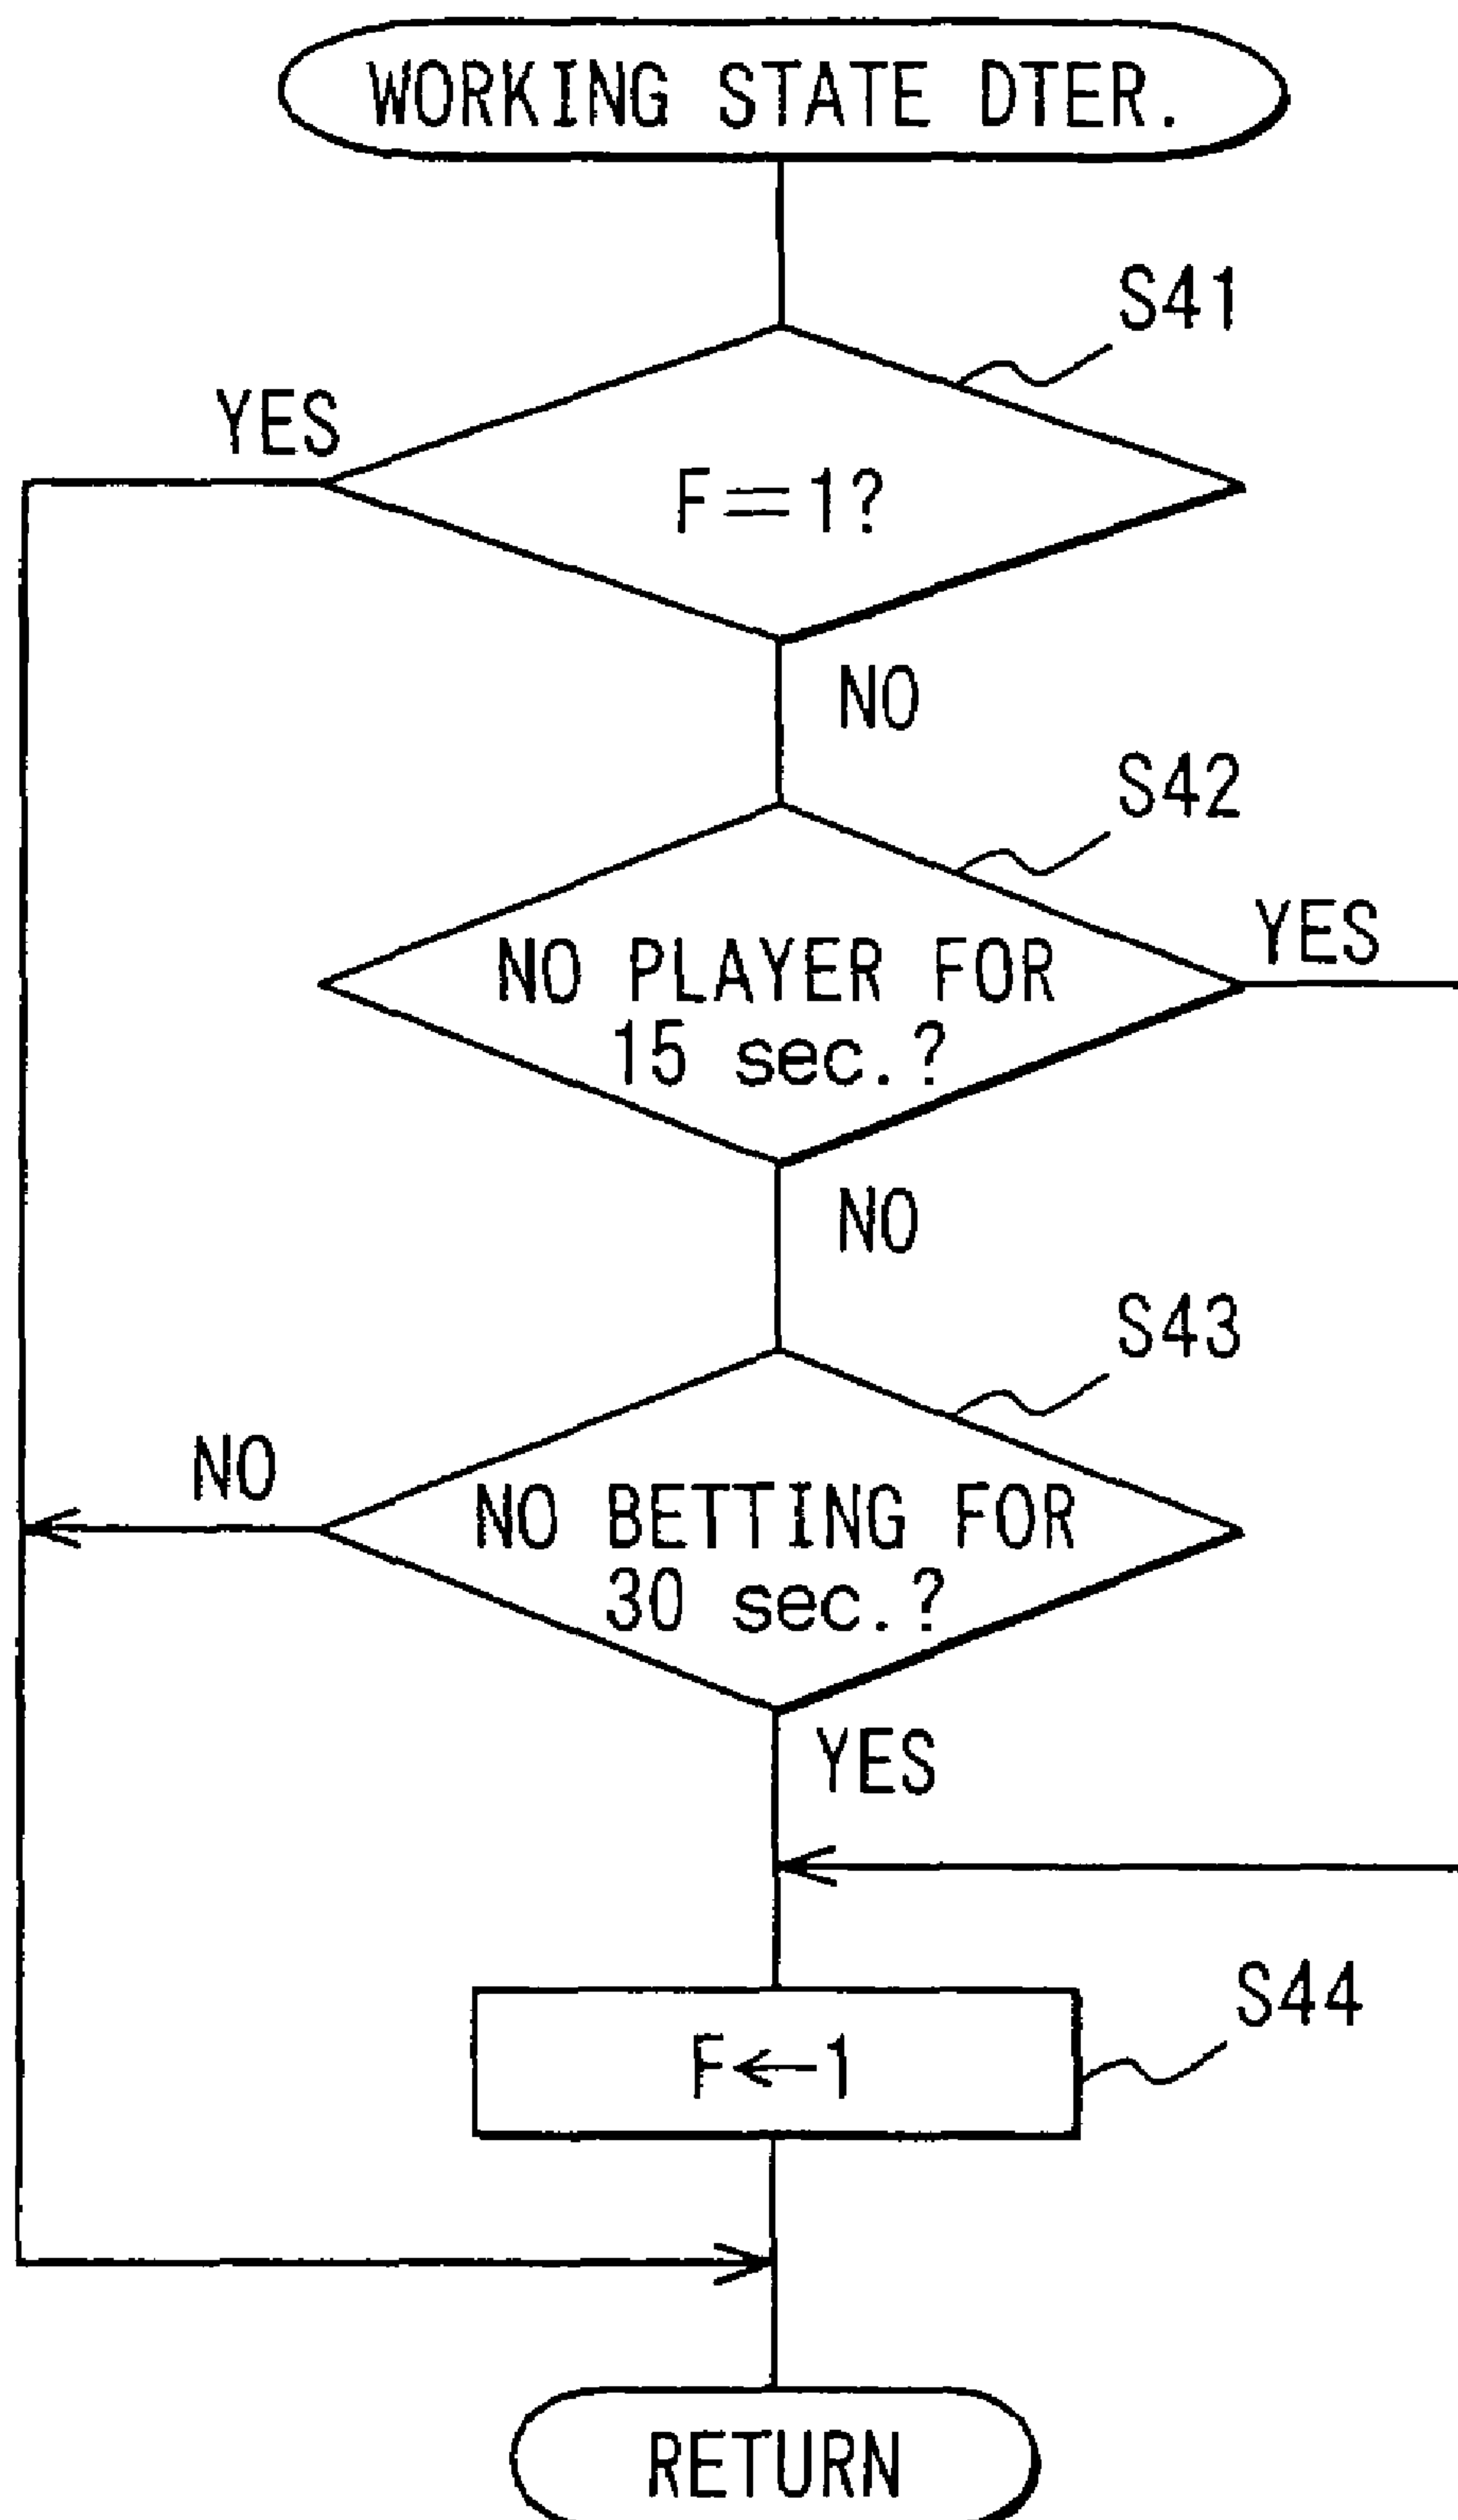 WORKING STATE DTER.
S41
YES
F=1?
NO
S42
YES
NO PLAYER FOR
15 sec.?
NO
S43
NO
NO BETTING FOR
30 sec.?
YES
S44
F←1
RETURN